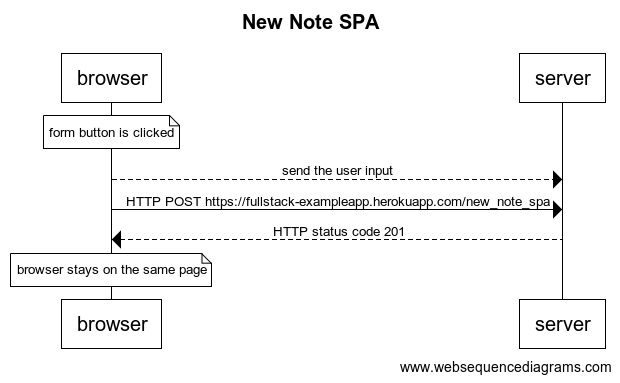 New Note SPA
browser
server
form button is clicked
send the user input
HTTP POST https://fullstack-exampleapp.herokuapp.com/new_note_spa
HTTP status code 201
browser stays on the same page
browser
server
www.websequencediagrams.com